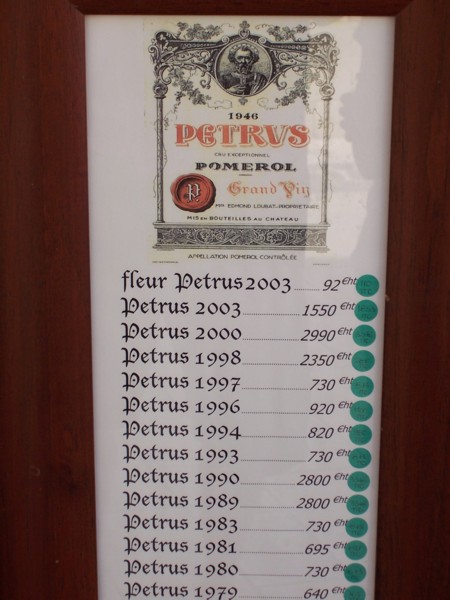 1946
PETRVS
CRU EXCEPTIONNEL
POMEROL
Grand Vin
P
Mme EDMOND LOUBAT-PROPRIETAIRE
MIS EN BOUTEILLES AU CHATEAU
APPELLATION POMEROL CONTRÔLÉE
fleur Petrus 2003 92 €ht
Petrus 2003 1550 €ht
Petrus 2000 2990 €ht
Petrus 1998 2350 €ht
Petrus 1997 730 €ht
Petrus 1996 920 €ht
Petrus 1994 820 €ht
Petrus 1993 730 €ht
Petrus 1990 2800 €ht
Petrus 1989 2800 €ht
Petrus 1983 730 €ht
Petrus 1981 695 €ht
Petrus 1980 730 €ht
Petrus 1979 640 €ht